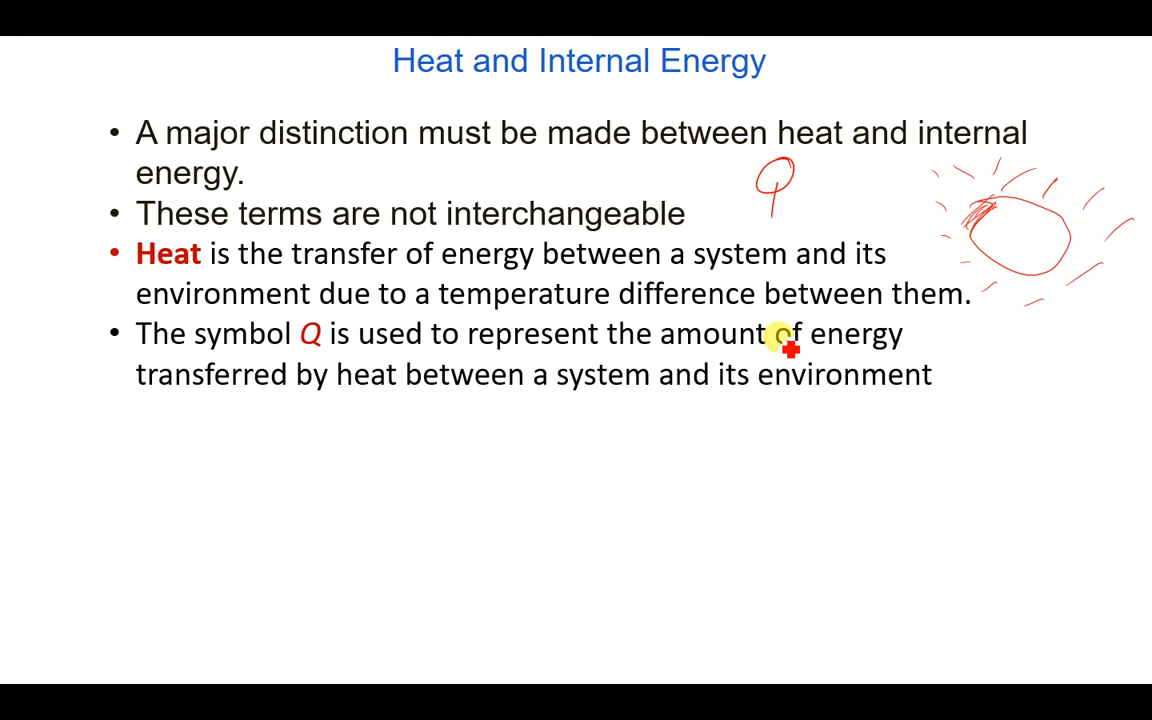 Heat and Internal Energy
• A major distinction must be made between heat and internal
energy.
• These terms are not interchangeable
• Heat is the transfer of energy between a system and its
environment due to a temperature difference between them.
• The symbol Q is used to represent the amount of energy
transferred by heat between a system and its environment